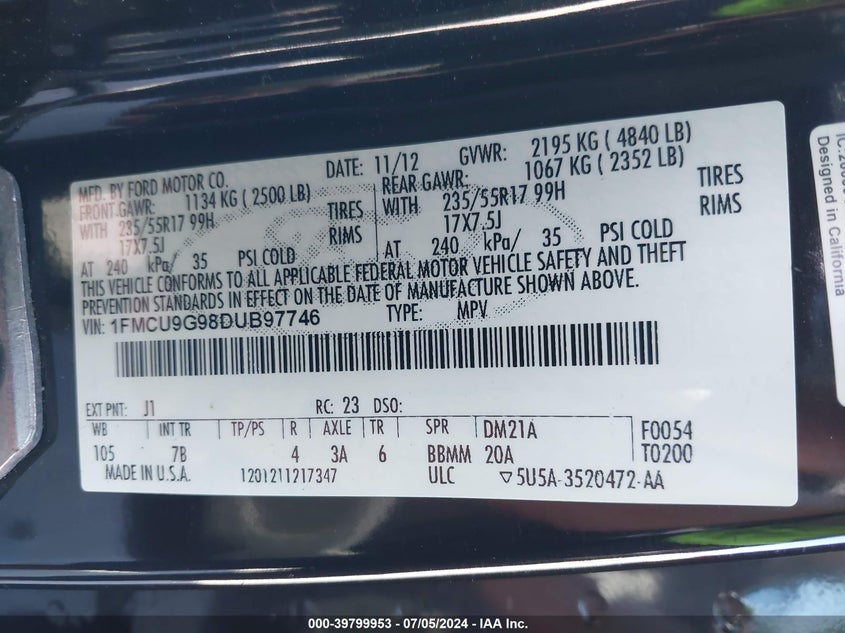 MFD. BY FORD MOTOR CO. DATE: 11/12 GVWR: 2195 KG ( 4840 LB)
FRONT GAWR: 1134 KG ( 2500 LB) REAR GAWR: 1067 KG ( 2352 LB)
WITH 235/55R17 99H TIRES WITH 235/55R17 99H TIRES
17X7.5J RIMS 17X7.5J RIMS
AT 240 kPa/ 35 PSI COLD AT 240 kPa/ 35 PSI COLD
THIS VEHICLE CONFORMS TO ALL APPLICABLE FEDERAL MOTOR VEHICLE SAFETY AND THEFT
PREVENTION STANDARDS IN EFFECT ON THE DATE OF MANUFACTURE SHOWN ABOVE.
VIN: 1FMCU9G98DUB97746 TYPE: MPV
EXT PNT: J1 RC: 23 DSO:
WB INT TR TP/PS R AXLE TR SPR DM21A F0054
105 7B 4 3A 6 BBMM 20A T0200
MADE IN U.S.A. 1201211217347 ULC ▽5U5A-3520472-AA
Designed in California
000-39799953 - 07/05/2024 - IAA Inc.